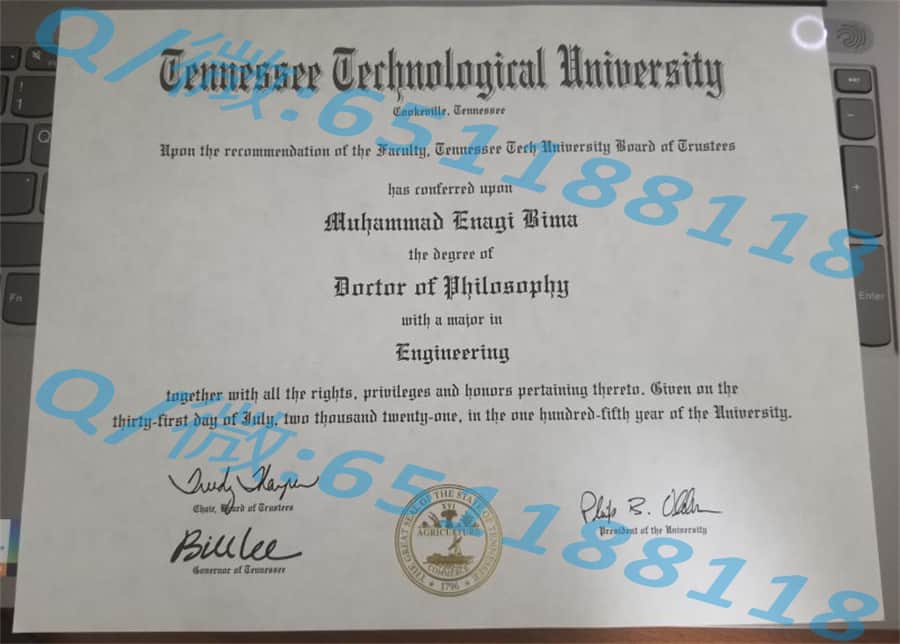 Tennessee Technological University
Cookeville, Tennessee
Upon the recommendation of the Faculty, Tennessee Tech University Board of Trustees
has conferred upon
Muhammad Enagi Bima
the degree of
Doctor of Philosophy
with a major in
Engineering
together with all the rights, privileges and honors pertaining thereto. Given on the
thirty-first day of July, two thousand twenty-one, in the one hundred-fifth year of the University.
Chair, Board of Trustees
Bill Lee
Governor of Tennessee
THE GREAT SEAL OF THE STATE OF TENNESSEE
XVI
AGRICULTURE
COMMERCE
1796
Philip B. Oldham
President of the University
Q/微:651188118
Q/微:651188118
Fn
Enter